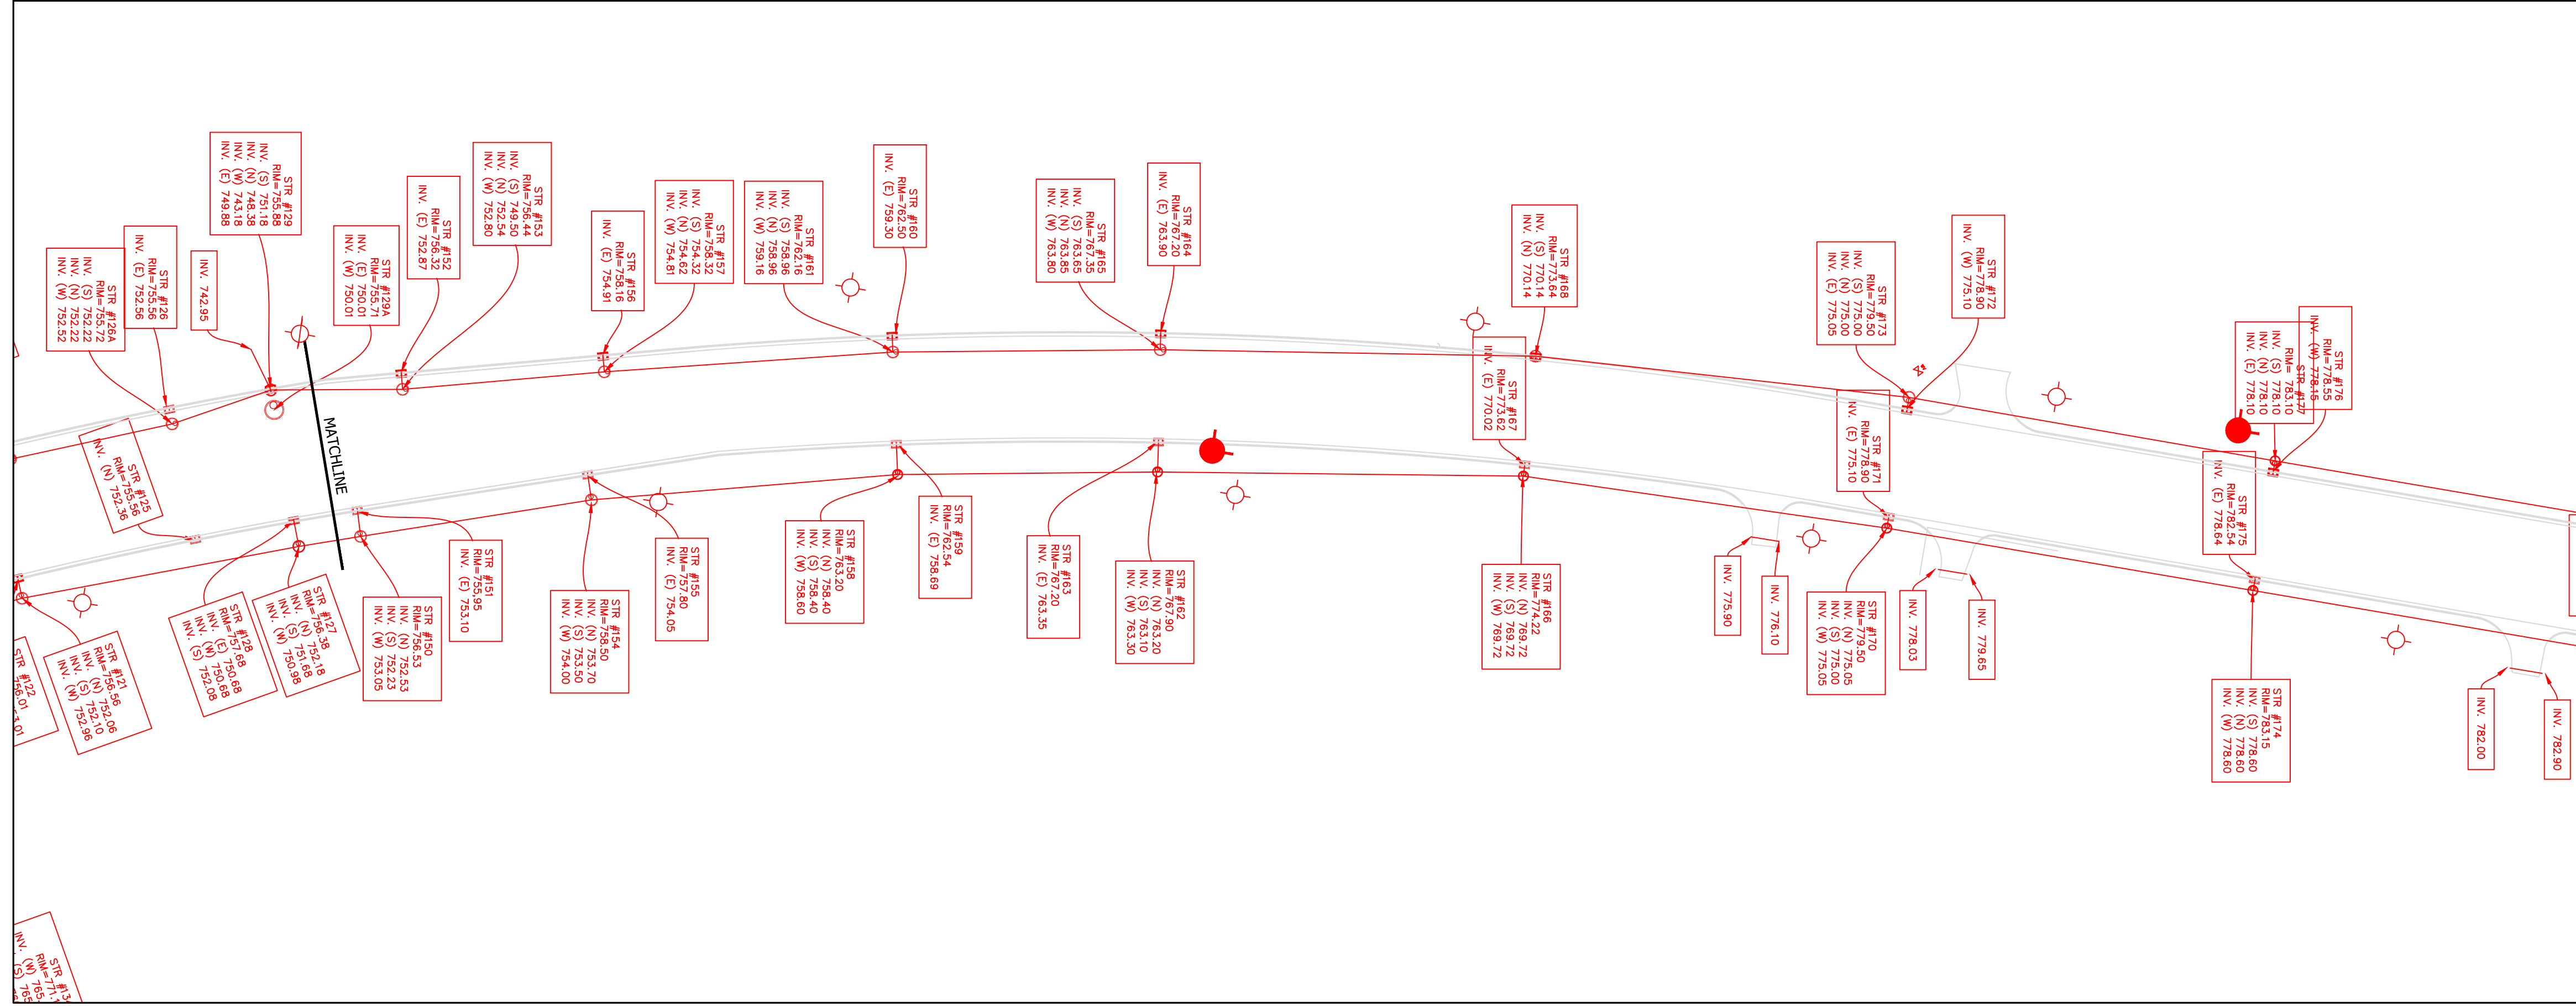 STR #129
RIM=755.88
INV. (S) 751.18
INV. (N) 748.38
INV. (W) 743.18
INV. (E) 749.88
STR #126A
RIM=755.72
INV. (S) 752.22
INV. (N) 752.22
INV. (W) 752.52
STR #126
RIM=755.56
INV. (E) 752.56
INV. 742.95
STR #129A
RIM=755.71
INV. (E) 750.01
INV. (W) 750.01
STR #152
RIM=756.32
INV. (E) 752.87
STR #153
RIM=756.44
INV. (S) 749.50
INV. (N) 752.54
INV. (W) 752.80
STR #156
RIM=758.16
INV. (E) 754.91
STR #157
RIM=758.32
INV. (S) 754.32
INV. (N) 754.62
INV. (W) 754.81
STR #161
RIM=762.16
INV. (S) 758.96
INV. (N) 758.96
INV. (W) 759.16
STR #160
RIM=762.50
INV. (E) 759.30
STR #165
RIM=767.35
INV. (S) 763.65
INV. (N) 763.85
INV. (W) 763.80
STR #164
RIM=767.20
INV. (E) 763.90
STR #168
RIM=773.64
INV. (S) 770.14
INV. (N) 770.14
STR #167
RIM=773.62
INV. (E) 770.02
STR #173
RIM=779.50
INV. (S) 775.00
INV. (N) 775.00
INV. (E) 775.05
STR #172
RIM=778.90
INV. (W) 775.10
STR #171
RIM=778.90
INV. (E) 775.10
STR #177
RIM= 783.10
INV. (S) 778.10
INV. (N) 778.10
INV. (E) 778.10
STR #176
RIM=778.55
INV. (W) 778.15
STR #175
RIM=782.54
INV. (E) 778.64
MATCHLINE
STR #125
RIM=755.56
INV. (N) 752.36
STR #122
756.01
STR #121
RIM=756.56
INV. (N) 752.06
INV. (S) 752.10
INV. (W) 752.96
STR #128
RIM=757.68
INV. (E) 750.68
INV. (W) 750.68
INV. (S) 752.08
STR #127
RIM=756.38
INV. (N) 752.18
INV. (S) 751.68
INV. (W) 750.98
STR #150
RIM=756.53
INV. (N) 752.53
INV. (S) 752.23
INV. (W) 753.05
STR #151
RIM=755.95
INV. (E) 753.10
STR #154
RIM=758.50
INV. (N) 753.70
INV. (S) 753.50
INV. (W) 754.00
STR #155
RIM=757.80
INV. (E) 754.05
STR #158
RIM=763.20
INV. (N) 758.40
INV. (S) 758.40
INV. (W) 758.60
STR #159
RIM=762.54
INV. (E) 758.69
STR #163
RIM=767.20
INV. (E) 763.35
STR #162
RIM=767.90
INV. (N) 763.20
INV. (S) 763.10
INV. (W) 763.30
STR #166
RIM=774.22
INV. (N) 769.72
INV. (S) 769.72
INV. (W) 769.72
INV. 775.90
INV. 776.10
STR #170
RIM=779.50
INV. (N) 775.05
INV. (S) 775.00
INV. (W) 775.05
INV. 778.03
INV. 779.65
STR #174
RIM=783.15
INV. (S) 778.60
INV. (N) 778.60
INV. (W) 778.60
INV. 782.00
INV. 782.90
STR
RIM=771.
(W) 765.
INV.
(S) 765